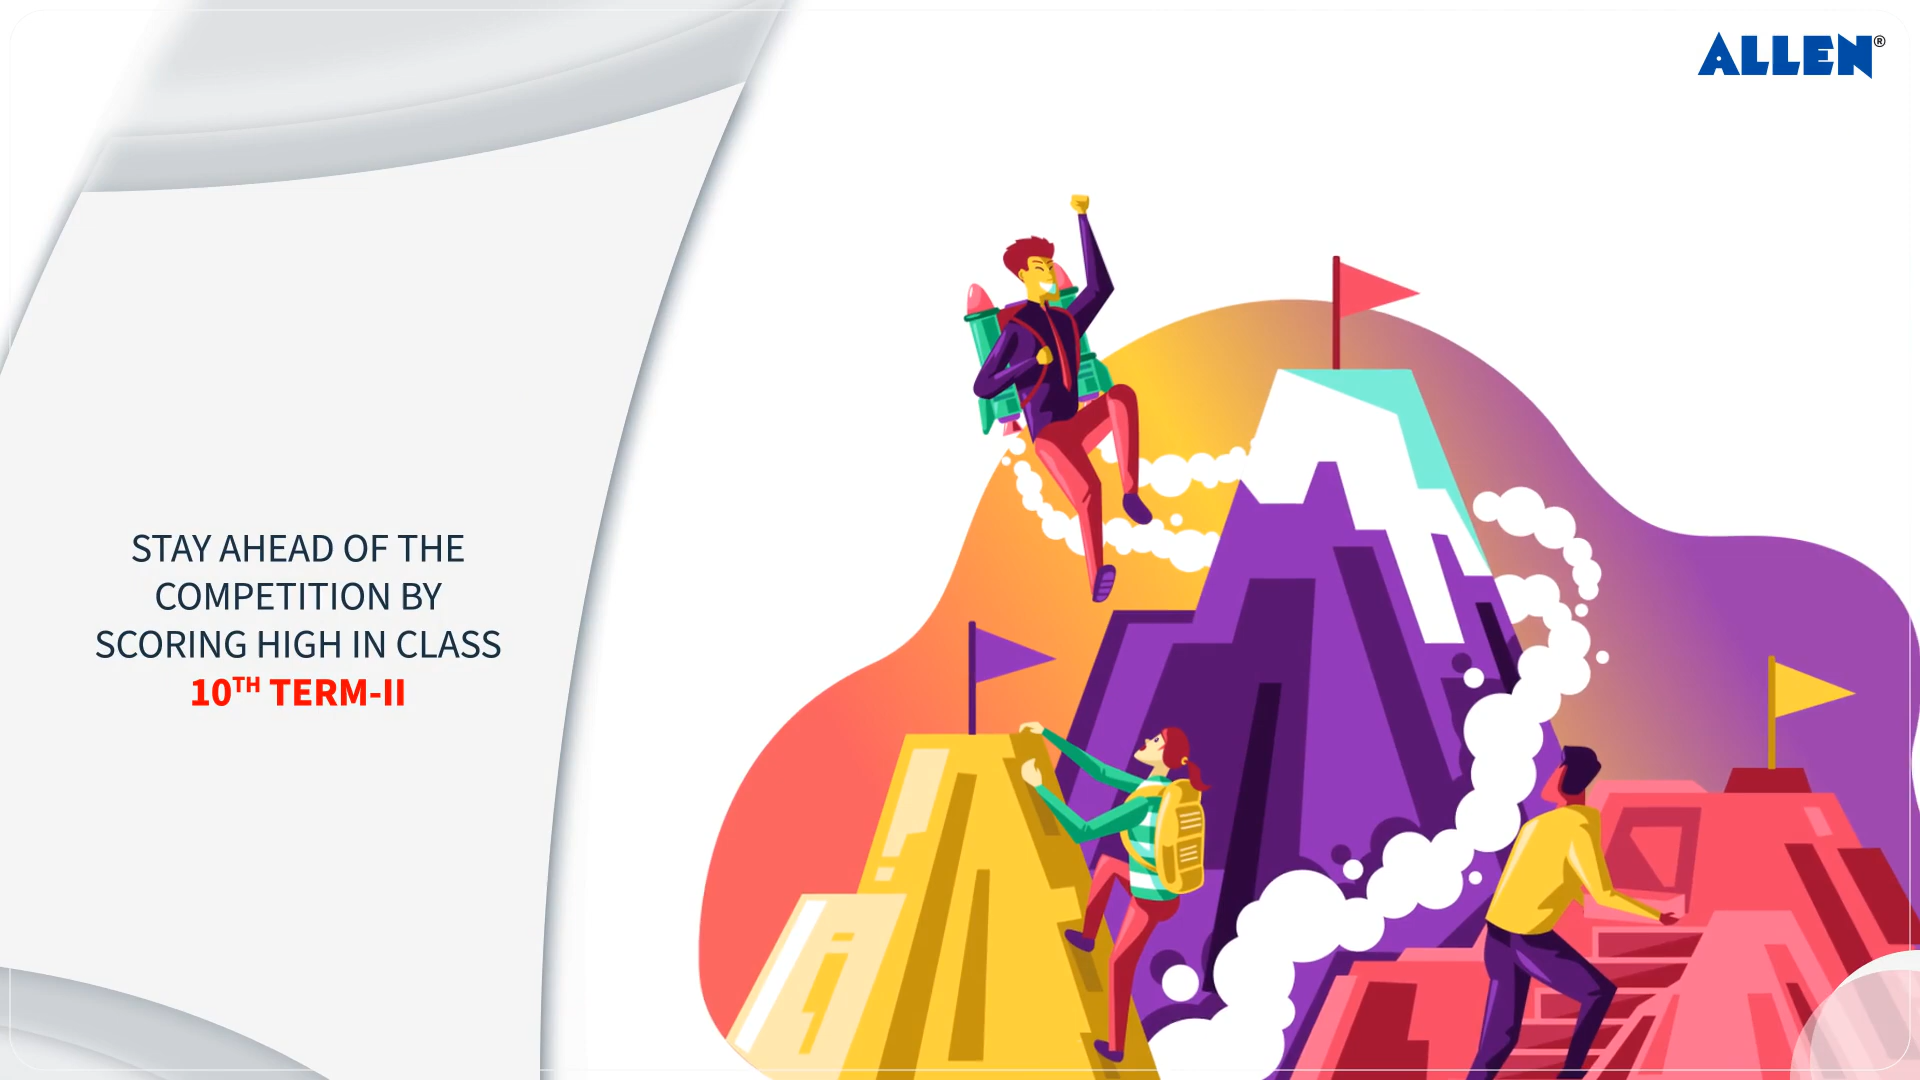 ALLEN®
STAY AHEAD OF THE
COMPETITION BY
SCORING HIGH IN CLASS
10TH TERM-II